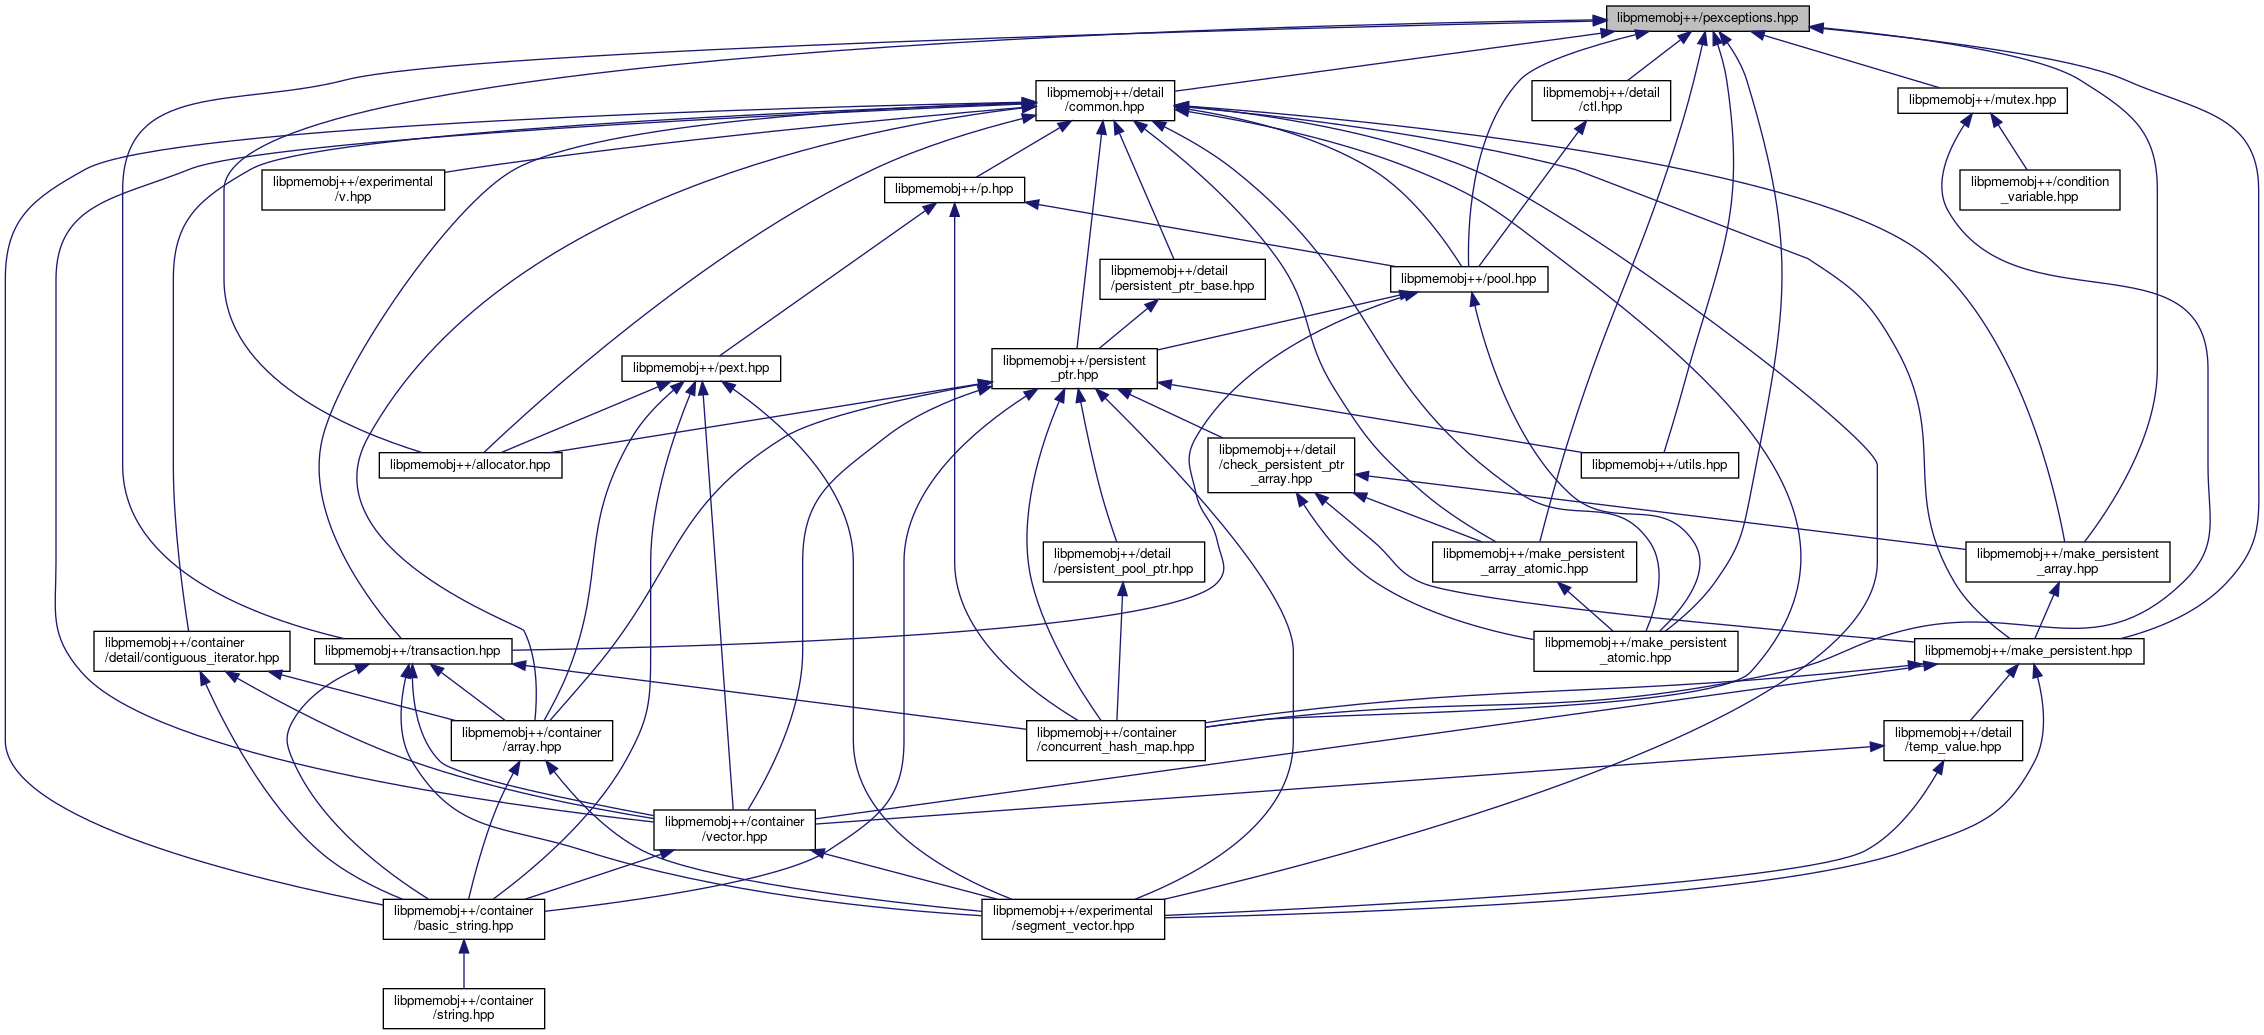 libpmemobj++/pexceptions.hpp
libpmemobj++/detail
/common.hpp
libpmemobj++/detail
/ctl.hpp
libpmemobj++/mutex.hpp
libpmemobj++/experimental
/v.hpp
libpmemobj++/p.hpp
libpmemobj++/condition
_variable.hpp
libpmemobj++/detail
/persistent_ptr_base.hpp
libpmemobj++/pool.hpp
libpmemobj++/pext.hpp
libpmemobj++/persistent
_ptr.hpp
libpmemobj++/allocator.hpp
libpmemobj++/detail
/check_persistent_ptr
_array.hpp
libpmemobj++/utils.hpp
libpmemobj++/detail
/persistent_pool_ptr.hpp
libpmemobj++/make_persistent
_array_atomic.hpp
libpmemobj++/make_persistent
_array.hpp
libpmemobj++/container
/detail/contiguous_iterator.hpp
libpmemobj++/transaction.hpp
libpmemobj++/make_persistent
_atomic.hpp
libpmemobj++/make_persistent.hpp
libpmemobj++/container
/array.hpp
libpmemobj++/container
/concurrent_hash_map.hpp
libpmemobj++/detail
/temp_value.hpp
libpmemobj++/container
/vector.hpp
libpmemobj++/container
/basic_string.hpp
libpmemobj++/experimental
/segment_vector.hpp
libpmemobj++/container
/string.hpp